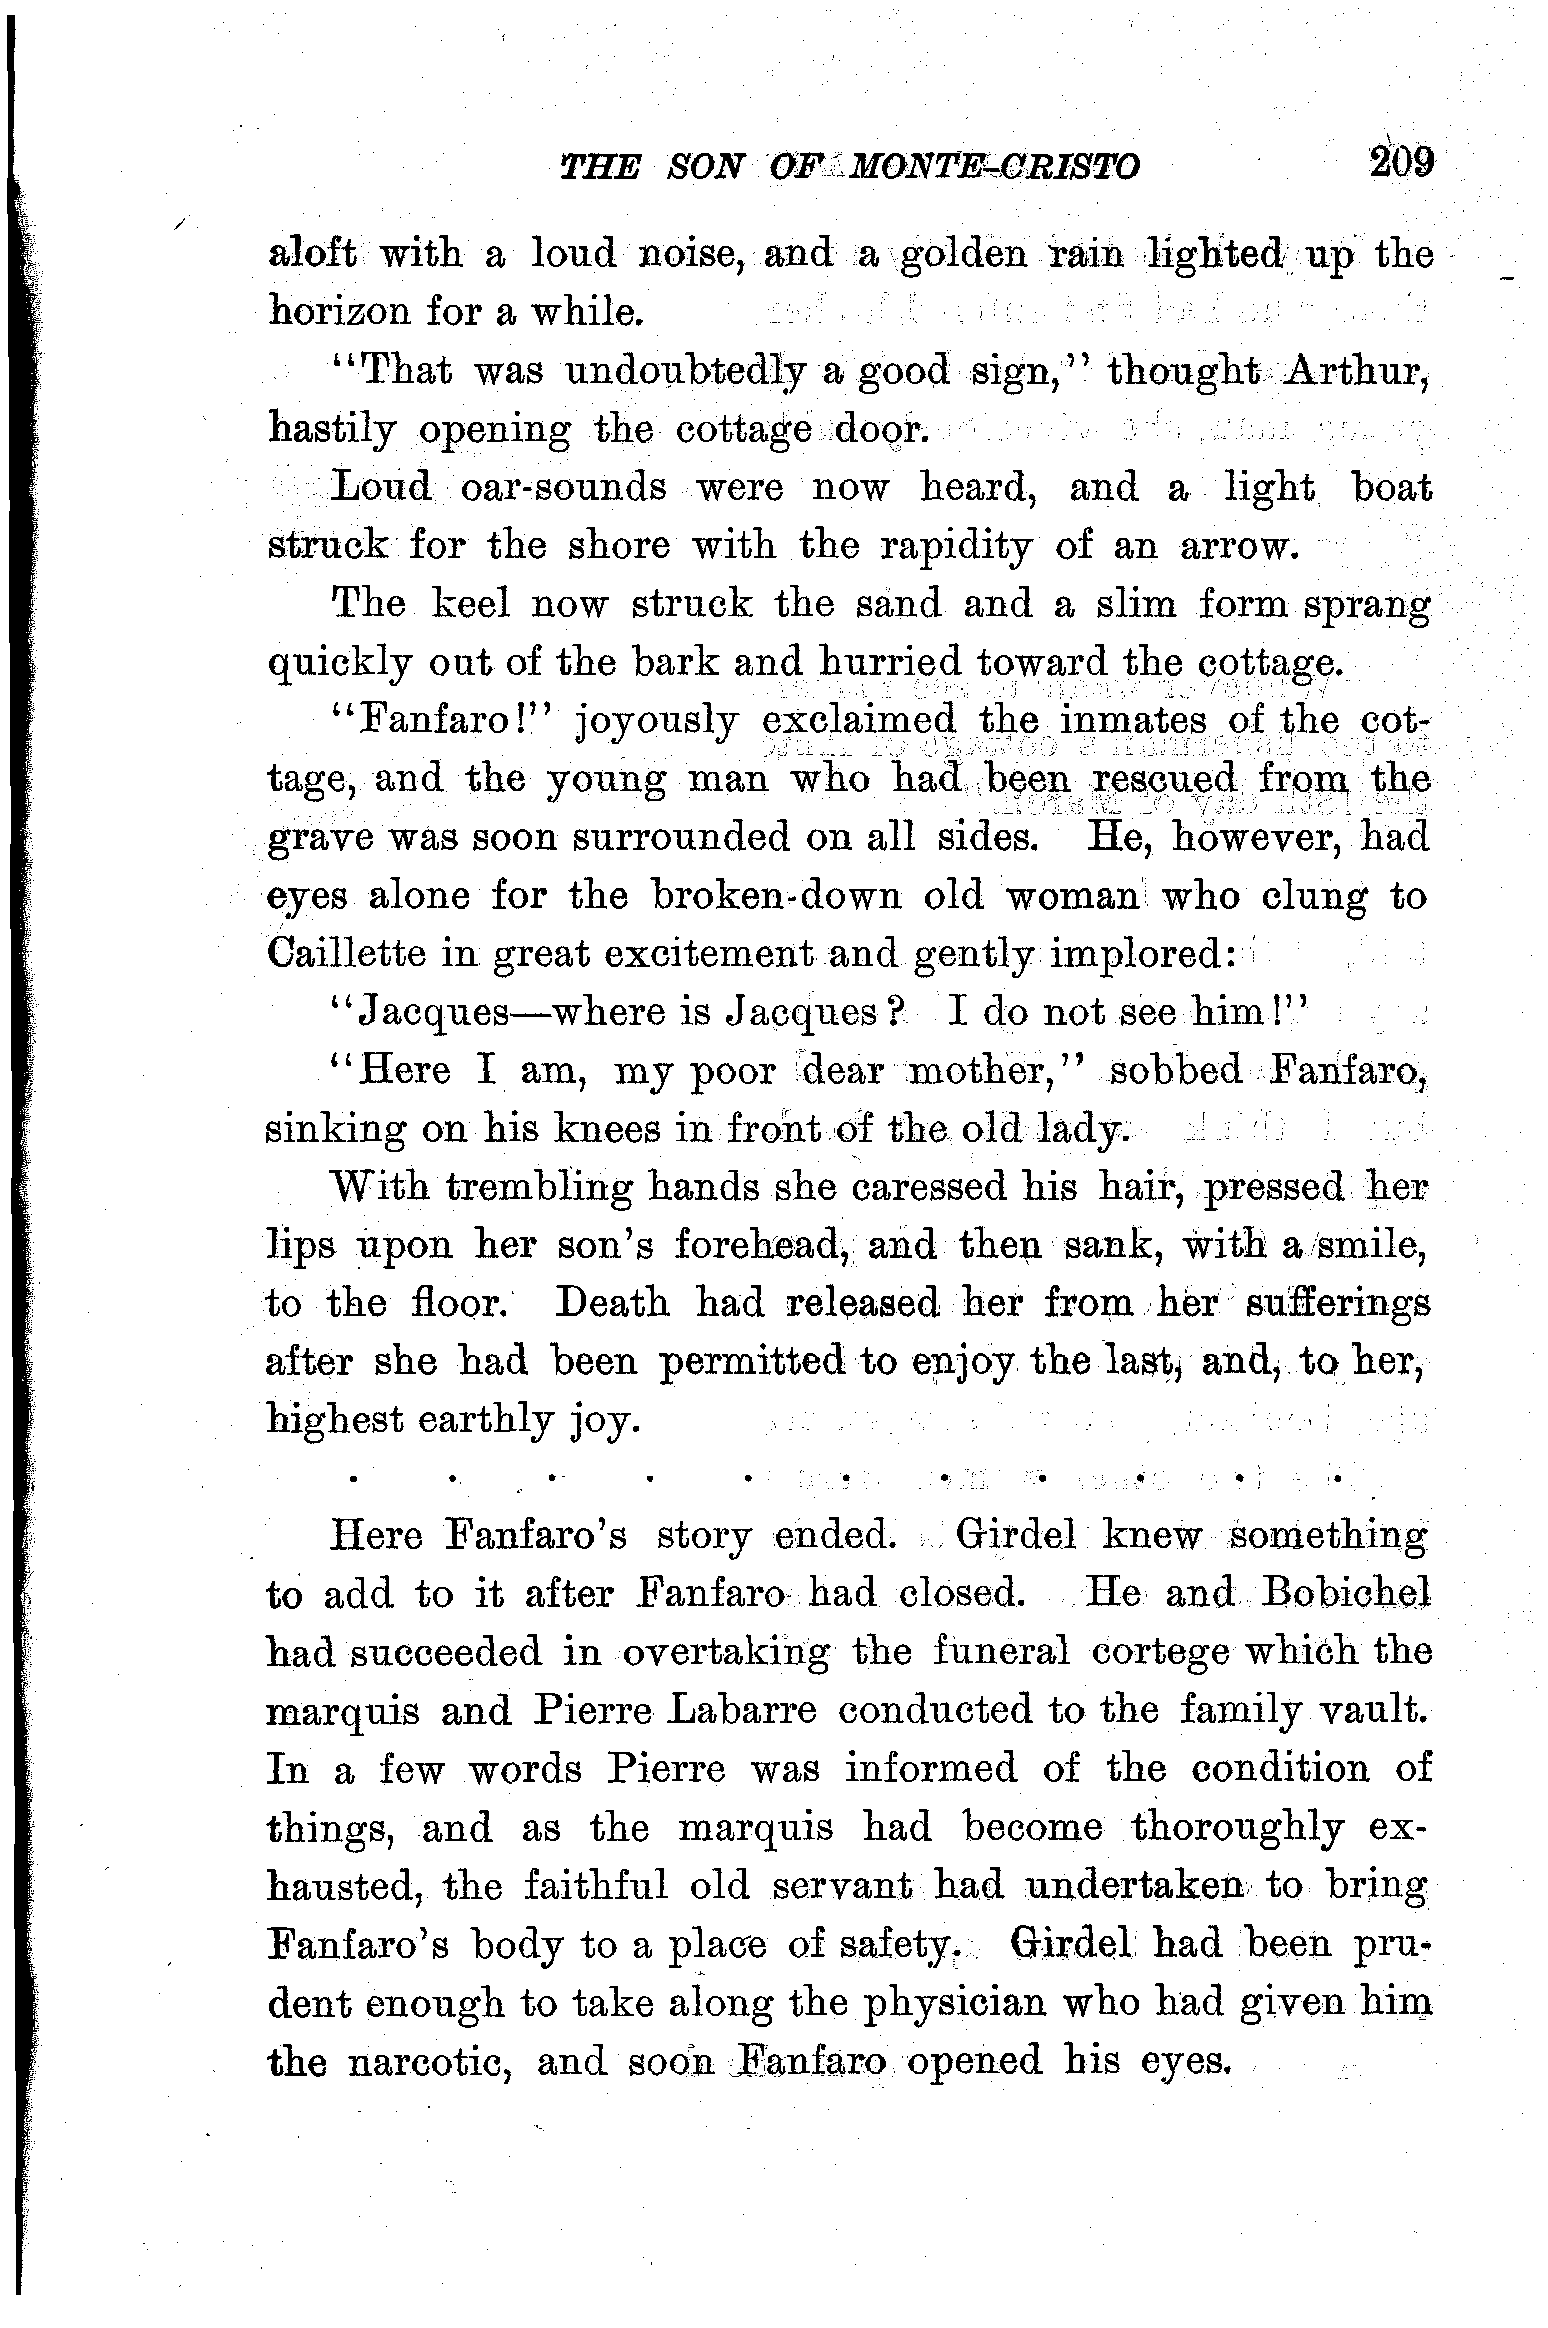 THE SON OF MONTE-CRISTO 209
aloft with a loud noise, and a golden rain lighted up the
horizon for a while.
"That was undoubtedly a good sign," thought Arthur,
hastily opening the cottage door.
Loud oar-sounds were now heard, and a light boat
struck for the shore with the rapidity of an arrow.
The keel now struck the sand and a slim form sprang
quickly out of the bark and hurried toward the cottage.
"Fanfaro!" joyously exclaimed the inmates of the cot-
tage, and the young man who had been rescued from the
grave was soon surrounded on all sides. He, however, had
eyes alone for the broken-down old woman who clung to
Caillette in great excitement and gently implored:
"Jacques—where is Jacques? I do not see him!"
"Here I am, my poor dear mother," sobbed Fanfaro,
sinking on his knees in front of the old lady.
With trembling hands she caressed his hair, pressed her
lips upon her son's forehead, and then sank, with a smile,
to the floor. Death had released her from her sufferings
after she had been permitted to enjoy the last, and, to her,
highest earthly joy.
. . . . . . . . . . .
Here Fanfaro's story ended. Girdel knew something
to add to it after Fanfaro had closed. He and Bobichel
had succeeded in overtaking the funeral cortege which the
marquis and Pierre Labarre conducted to the family vault.
In a few words Pierre was informed of the condition of
things, and as the marquis had become thoroughly ex-
hausted, the faithful old servant had undertaken to bring
Fanfaro's body to a place of safety. Girdel had been pru-
dent enough to take along the physician who had given him
the narcotic, and soon Fanfaro opened his eyes.